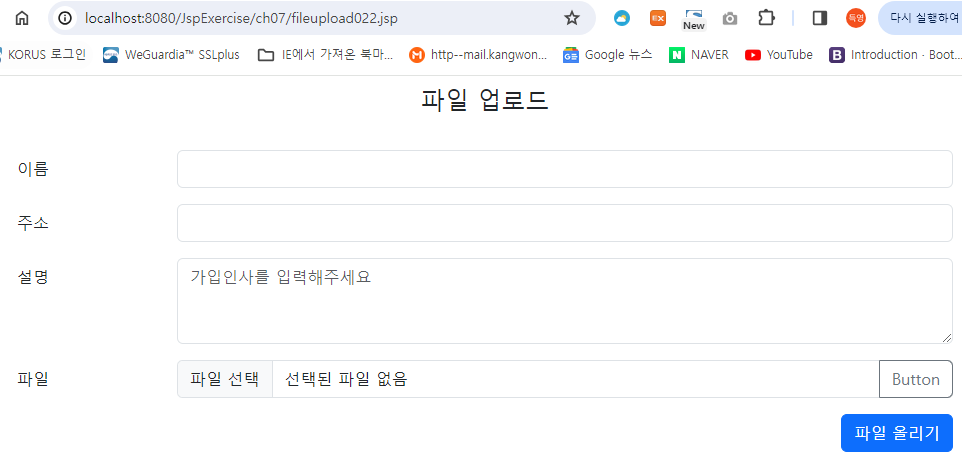 localhost:8080/JspExercise/ch07/fileupload022.jsp New 득영 다시 실행하여
KORUS 로그인 WeGuardia™ SSLplus IE에서 가져온 북마... http--mail.kangwon... Google 뉴스 NAVER YouTube Introduction · Boot...
파일 업로드
이름
주소
설명 가입인사를 입력해주세요
파일 파일 선택 선택된 파일 없음 Button
파일 올리기